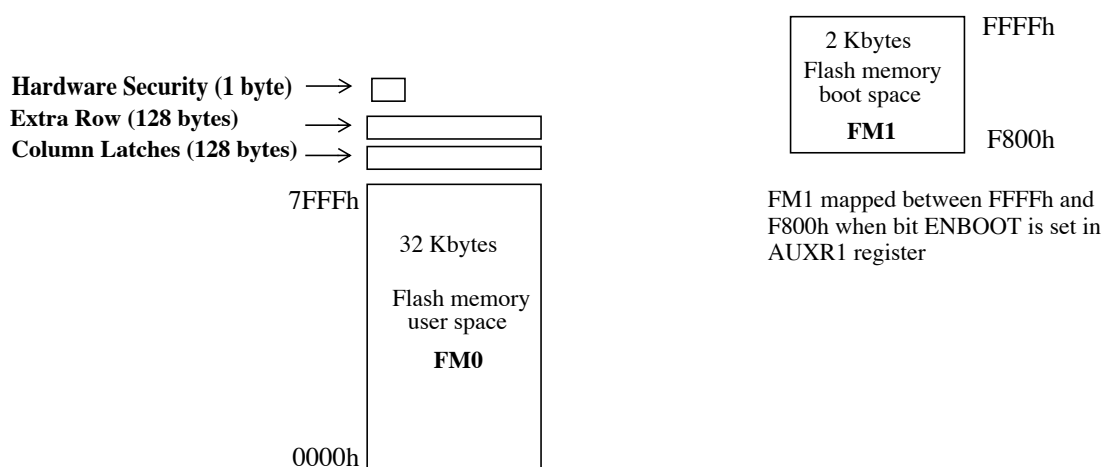 Hardware Security (1 byte)
Extra Row (128 bytes)
Column Latches (128 bytes)
7FFFh
32 Kbytes
Flash memory
user space
FM0
0000h
2 Kbytes
Flash memory
boot space
FM1
FFFFh
F800h
FM1 mapped between FFFFh and
F800h when bit ENBOOT is set in
AUXR1 register